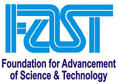 FAST
Foundation for Advancement
of Science & Technology